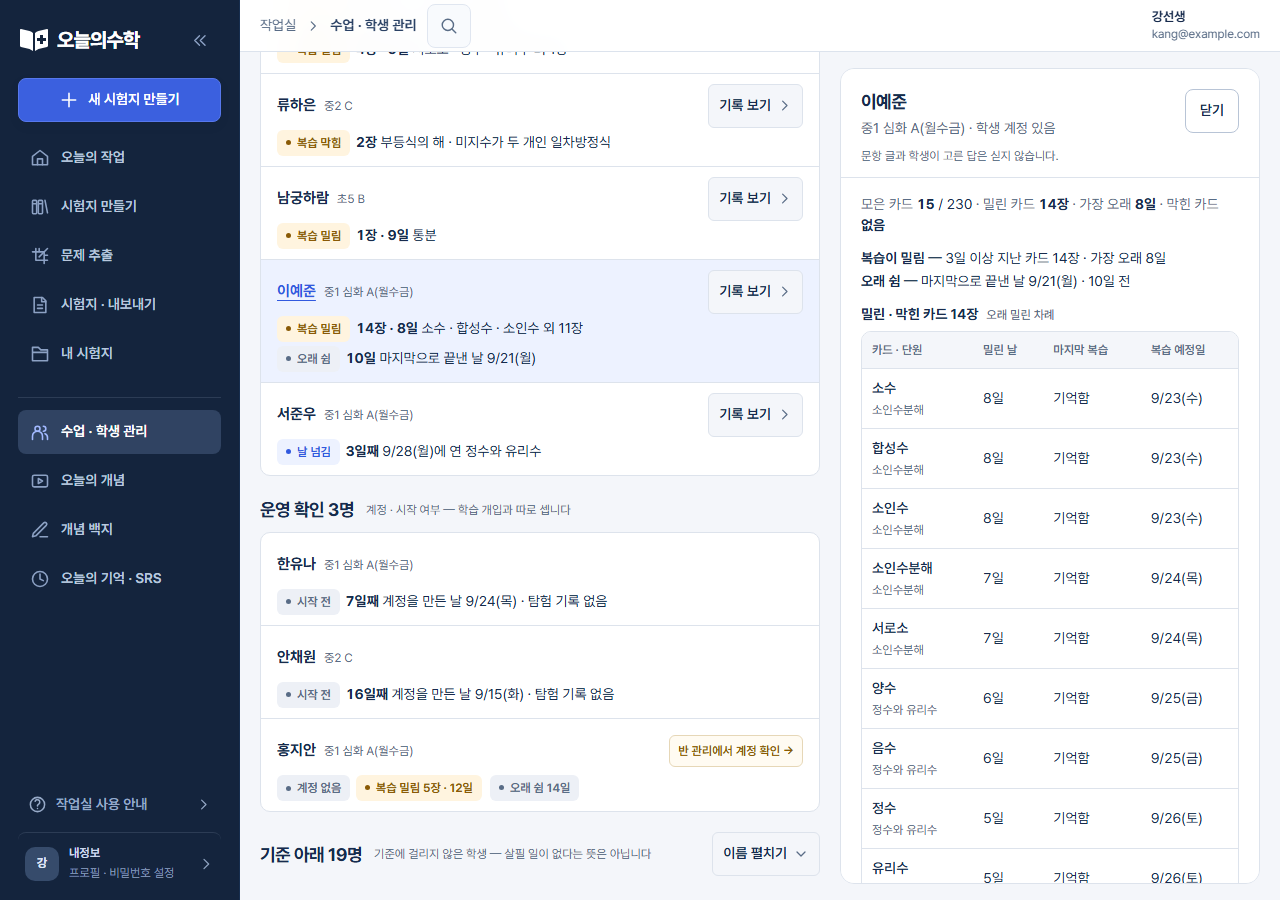 오늘의수학
새 시험지 만들기
오늘의 작업
시험지 만들기
문제 추출
시험지 · 내보내기
내 시험지
수업 · 학생 관리
오늘의 개념
개념 백지
오늘의 기억 · SRS
작업실 사용 안내
강
내정보
프로필 · 비밀번호 설정
작업실 > 수업 · 학생 관리
강선생
kang@example.com
류하은 중2 C
기록 보기
복습 막힘 2장 부등식의 해 · 미지수가 두 개인 일차방정식
남궁하람 초5 B
기록 보기
복습 밀림 1장 · 9일 통분
이예준 중1 심화 A(월수금)
기록 보기
복습 밀림 14장 · 8일 소수 · 합성수 · 소인수 외 11장
오래 쉼 10일 마지막으로 끝낸 날 9/21(월)
서준우 중1 심화 A(월수금)
기록 보기
날 넘김 3일째 9/28(월)에 연 정수와 유리수
운영 확인 3명 계정 · 시작 여부 — 학습 개입과 따로 셉니다
한유나 중1 심화 A(월수금)
시작 전 7일째 계정을 만든 날 9/24(목) · 탐험 기록 없음
안채원 중2 C
시작 전 16일째 계정을 만든 날 9/15(화) · 탐험 기록 없음
홍지안 중1 심화 A(월수금)
반 관리에서 계정 확인 →
계정 없음 복습 밀림 5장 · 12일 오래 쉼 14일
기준 아래 19명 기준에 걸리지 않은 학생 — 살필 일이 없다는 뜻은 아닙니다
이름 펼치기
이예준
닫기
중1 심화 A(월수금) · 학생 계정 있음
문항 글과 학생이 고른 답은 싣지 않습니다.
모은 카드 15 / 230 · 밀린 카드 14장 · 가장 오래 8일 · 막힌 카드
없음
복습이 밀림 — 3일 이상 지난 카드 14장 · 가장 오래 8일
오래 쉼 — 마지막으로 끝낸 날 9/21(월) · 10일 전
밀린 · 막힌 카드 14장 오래 밀린 차례
카드 · 단원 밀린 날 마지막 복습 복습 예정일
소수
소인수분해
8일 기억함 9/23(수)
합성수
소인수분해
8일 기억함 9/23(수)
소인수
소인수분해
8일 기억함 9/23(수)
소인수분해
소인수분해
7일 기억함 9/24(목)
서로소
소인수분해
7일 기억함 9/24(목)
양수
정수와 유리수
6일 기억함 9/25(금)
음수
정수와 유리수
6일 기억함 9/25(금)
정수
정수와 유리수
5일 기억함 9/26(토)
유리수
5일 기억함 9/26(토)